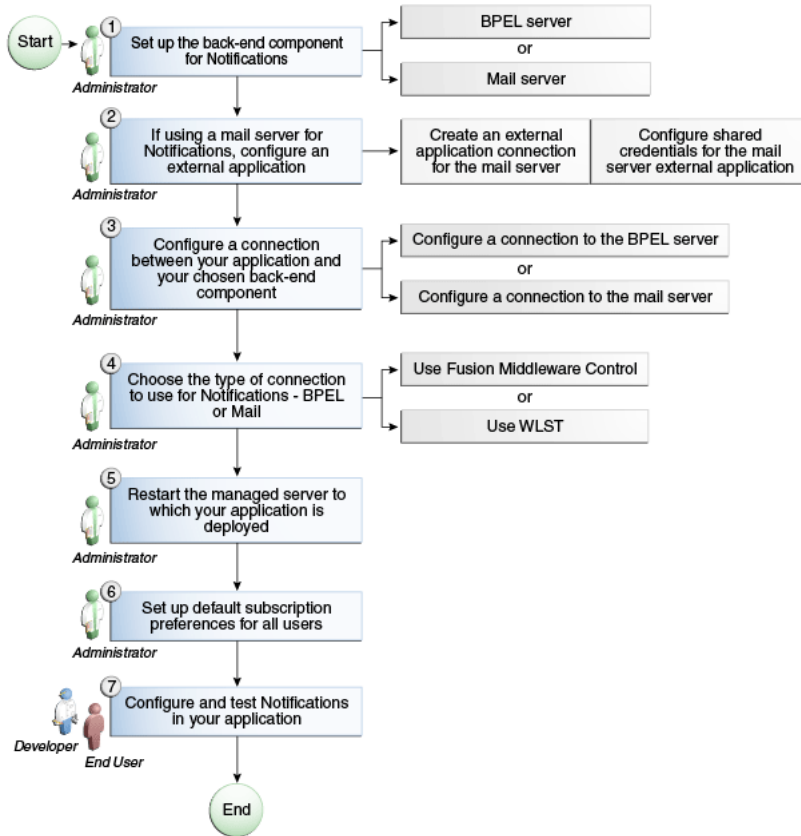 Start
1
Set up the back-end component
for Notifications
Administrator
BPEL server
or
Mail server
2
If using a mail server for
Notifications, configure an
external application
Administrator
Create an external
application connection
for the mail server
Configure shared
credentials for the mail
server external application
3
Configure a connection
between your application and
your chosen back-end
component
Administrator
Configure a connection to the BPEL server
or
Configure a connection to the mail server
4
Choose the type of connection
to use for Notifications - BPEL
or Mail
Administrator
Use Fusion Middleware Control
or
Use WLST
5
Restart the managed server to
which your application is
deployed
Administrator
6
Set up default subscription
preferences for all users
Administrator
7
Configure and test Notifications
in your application
Developer
End User
End